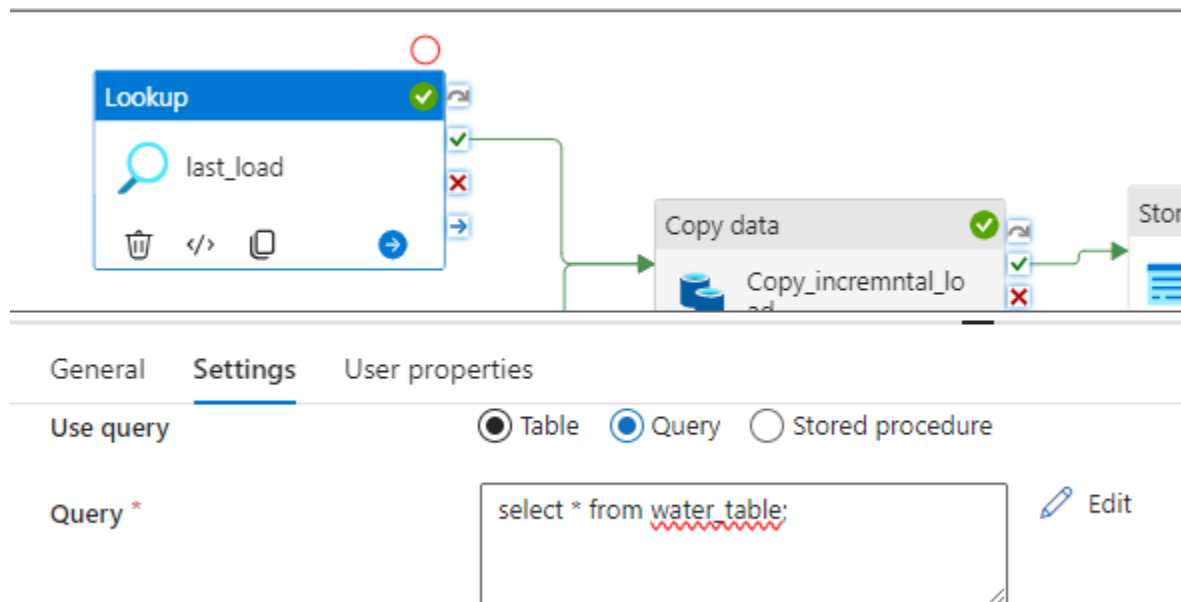 Lookup
last_load
Copy data
Stor
Copy_incremntal_lo
General Settings User properties
Use query Table Query Stored procedure
Query * select * from water_table; Edit